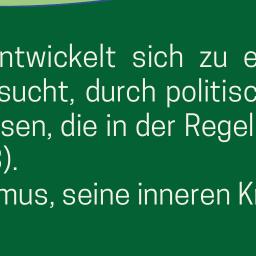 ntwickelt sich zu e
sucht, durch politisc
sen, die in der Regel
).
mus, seine inneren K